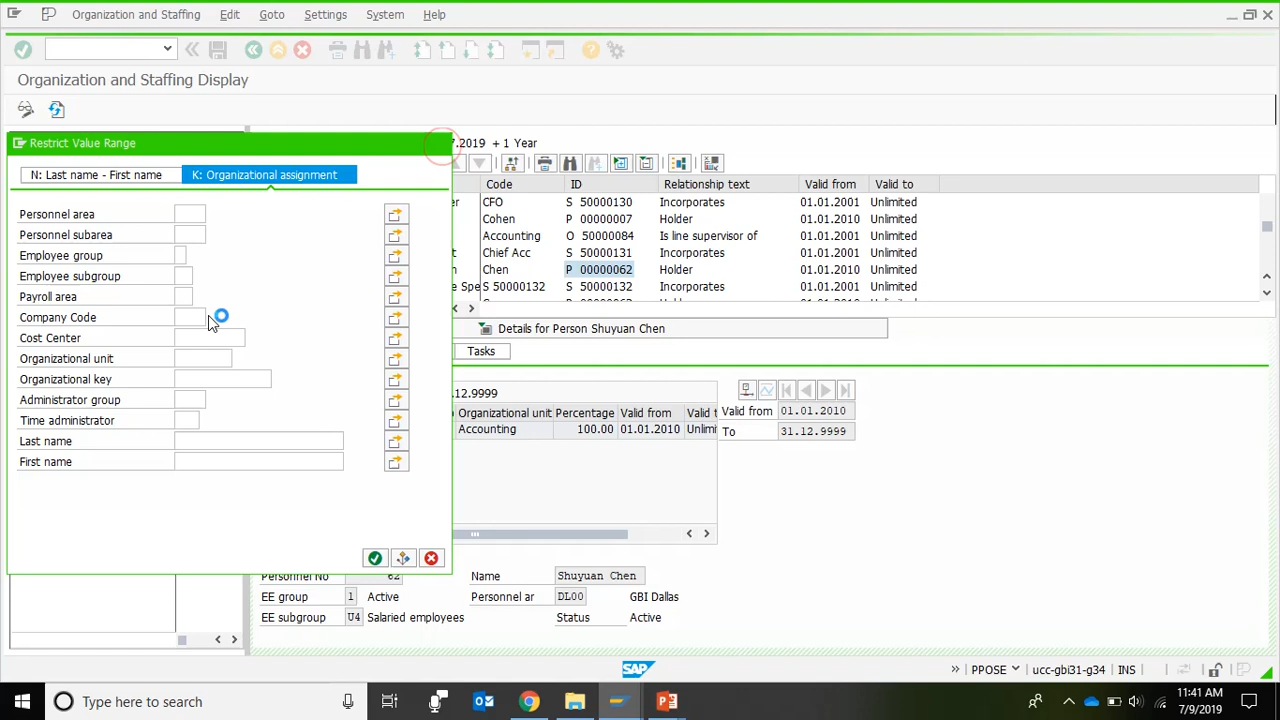 Organization and Staffing Edit Goto Settings System Help
Organization and Staffing Display
Restrict Value Range
.2019 + 1 Year
N: Last name - First name K: Organizational assignment
Code ID Relationship text Valid from Valid to
CFO S 50000130 Incorporates 01.01.2001 Unlimited
Cohen P 00000007 Holder 01.01.2010 Unlimited
Accounting O 50000084 Is line supervisor of 01.01.2001 Unlimited
Chief Acc S 50000131 Incorporates 01.01.2001 Unlimited
Chen P 00000062 Holder 01.01.2010 Unlimited
Spe S 50000132 S 50000132 Incorporates 01.01.2001 Unlimited
Personnel area
Personnel subarea
Employee group
Employee subgroup
Payroll area
Company Code
Cost Center
Organizational unit
Organizational key
Administrator group
Time administrator
Last name
First name
Details for Person Shuyuan Chen
Tasks
.12.9999
Organizational unit Percentage Valid from Valid t
Accounting 100.00 01.01.2010 Unlimi
Valid from 01.01.2010
To 31.12.9999
Personnel No 62 Name Shuyuan Chen
EE group 1 Active Personnel ar DL00 GBI Dallas
EE subgroup U4 Salaried employees Status Active
SAP
PPOSE ucc-gbi31-g34 INS
Type here to search
11:41 AM
7/9/2019